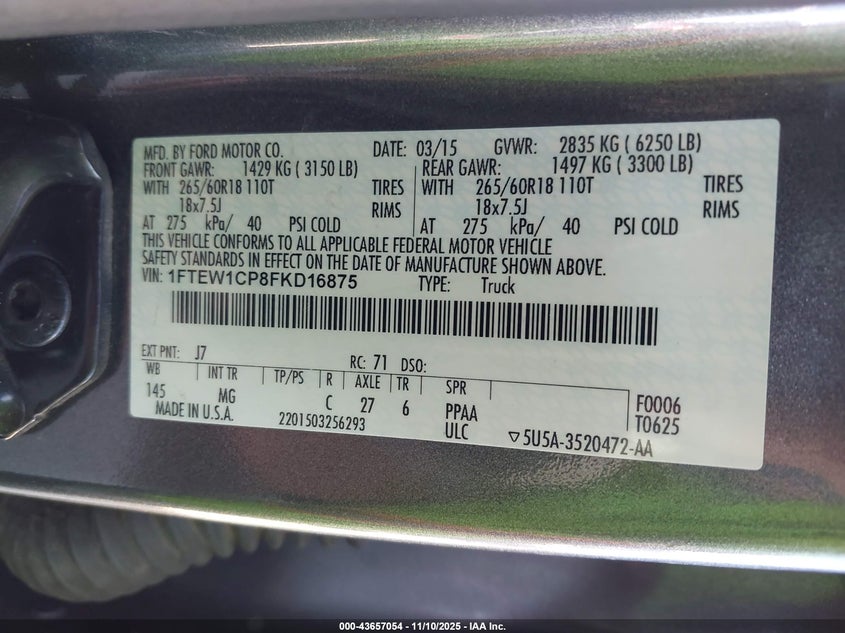 MFD. BY FORD MOTOR CO. DATE: 03/15 GVWR: 2835 KG ( 6250 LB)
FRONT GAWR: 1429 KG ( 3150 LB) REAR GAWR: 1497 KG ( 3300 LB)
WITH 265/60R18 110T TIRES WITH 265/60R18 110T TIRES
18x7.5J RIMS 18x7.5J RIMS
AT 275 kPa/ 40 PSI COLD AT 275 kPa/ 40 PSI COLD
THIS VEHICLE CONFORMS TO ALL APPLICABLE FEDERAL MOTOR VEHICLE
SAFETY STANDARDS IN EFFECT ON THE DATE OF MANUFACTURE SHOWN ABOVE.
VIN: 1FTEW1CP8FKD16875 TYPE: Truck
EXT PNT: J7 RC: 71 DSO:
WB INT TR TP/PS R AXLE TR SPR
145 MG C 27 6 PPAA F0006
MADE IN U.S.A. 2201503256293 ULC ▽5U5A-3520472-AA T0625
000-43657054 - 11/10/2025 - IAA Inc.